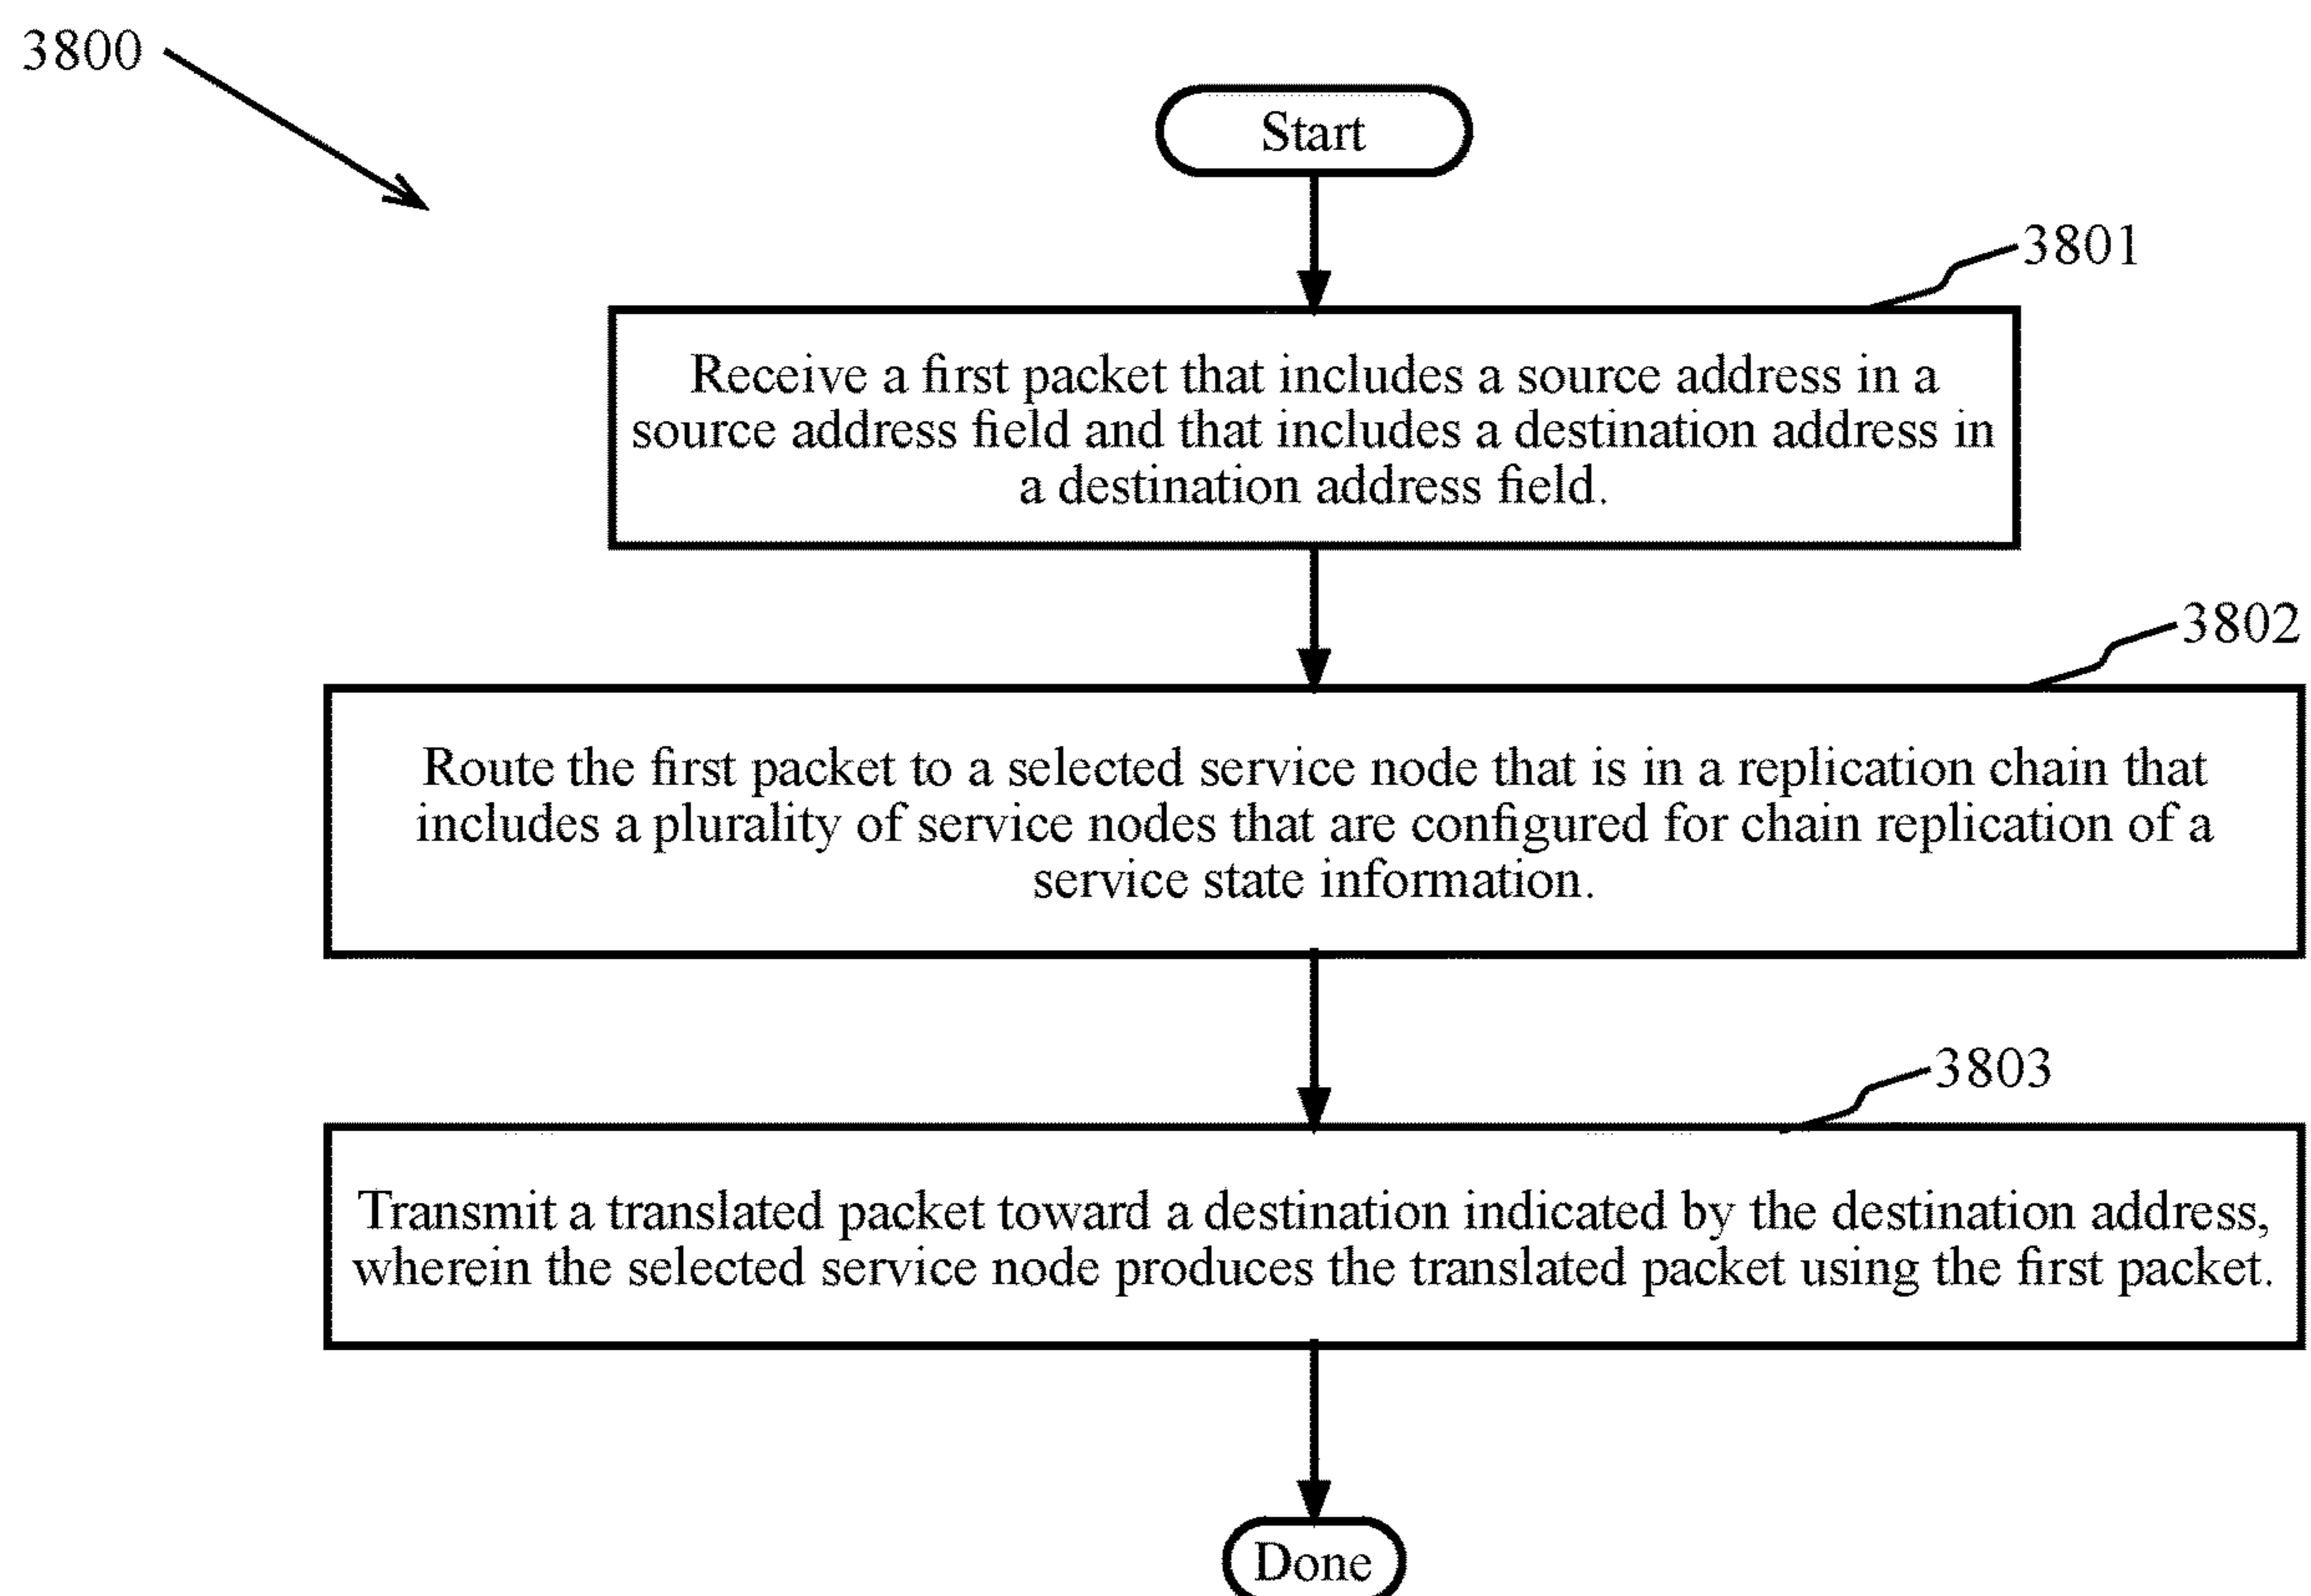 3800
Start
3801
Receive a first packet that includes a source address in a
source address field and that includes a destination address in
a destination address field.
3802
Route the first packet to a selected service node that is in a replication chain that
includes a plurality of service nodes that are configured for chain replication of a
service state information.
3803
Transmit a translated packet toward a destination indicated by the destination address,
wherein the selected service node produces the translated packet using the first packet.
Done